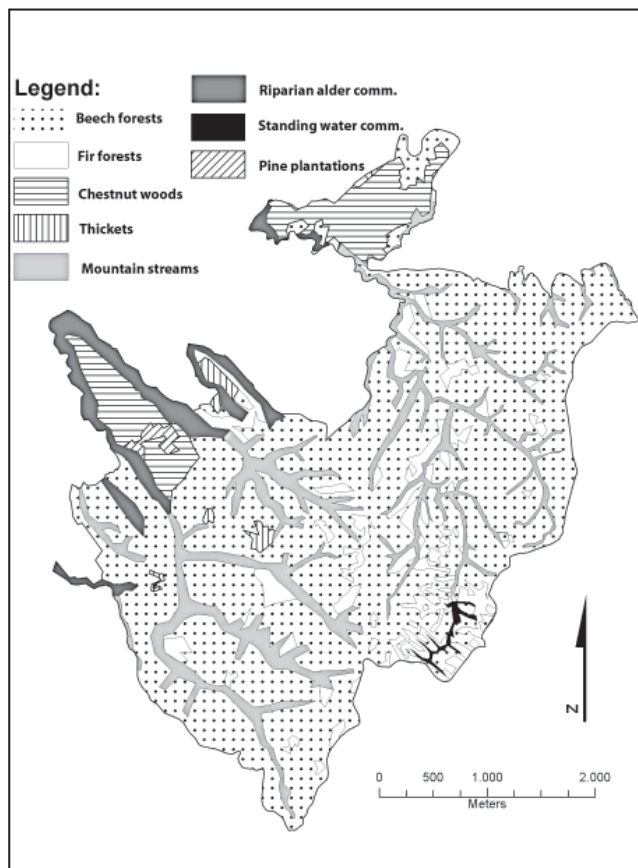 Legend:
Beech forests
Fir forests
Chestnut woods
Thickets
Mountain streams
Riparian alder comm.
Standing water comm.
Pine plantations
N
0 500 1.000 2.000
Meters